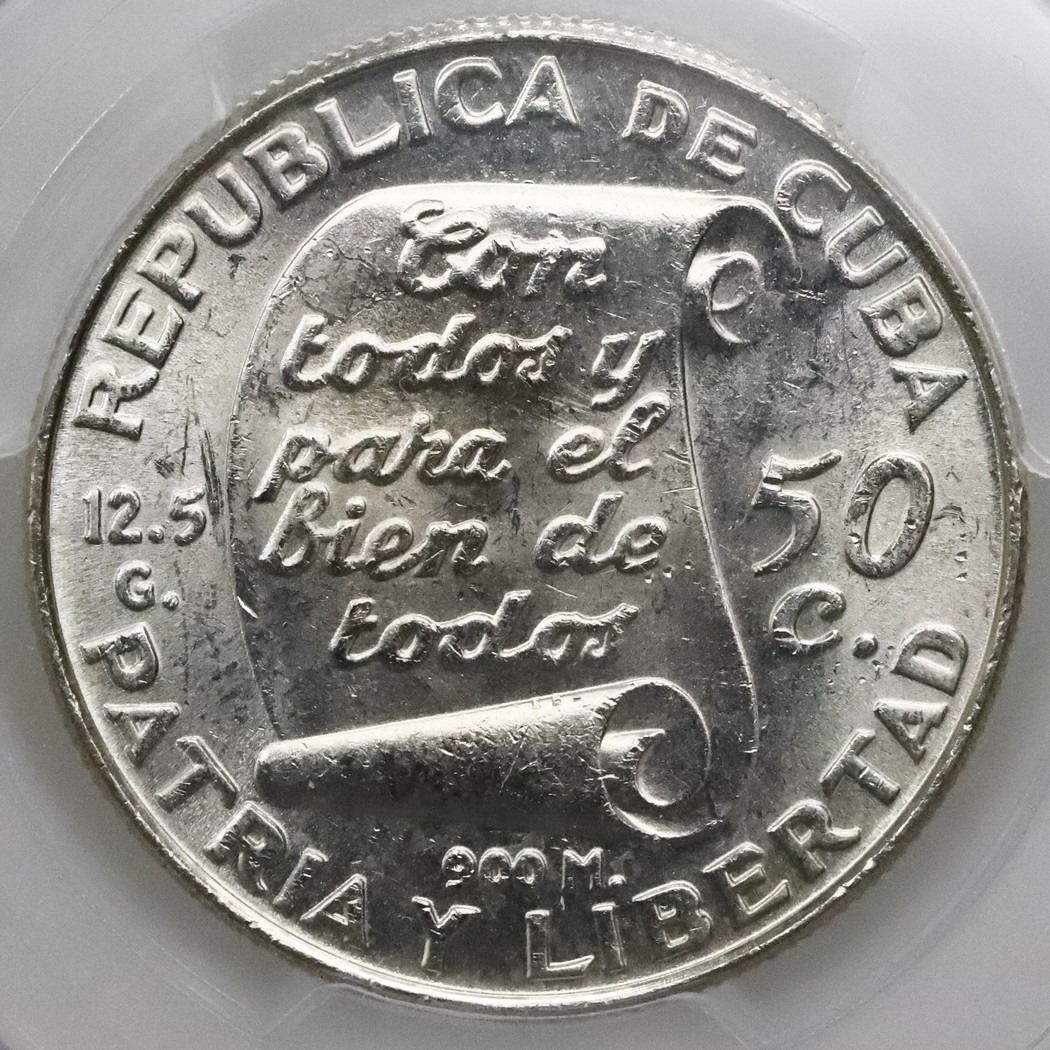 REPUBLICA DE CUBA
Con
todos y
para el
bien de
todos
12.5
G.
50
C.
900 M.
PATRIA Y LIBERTAD